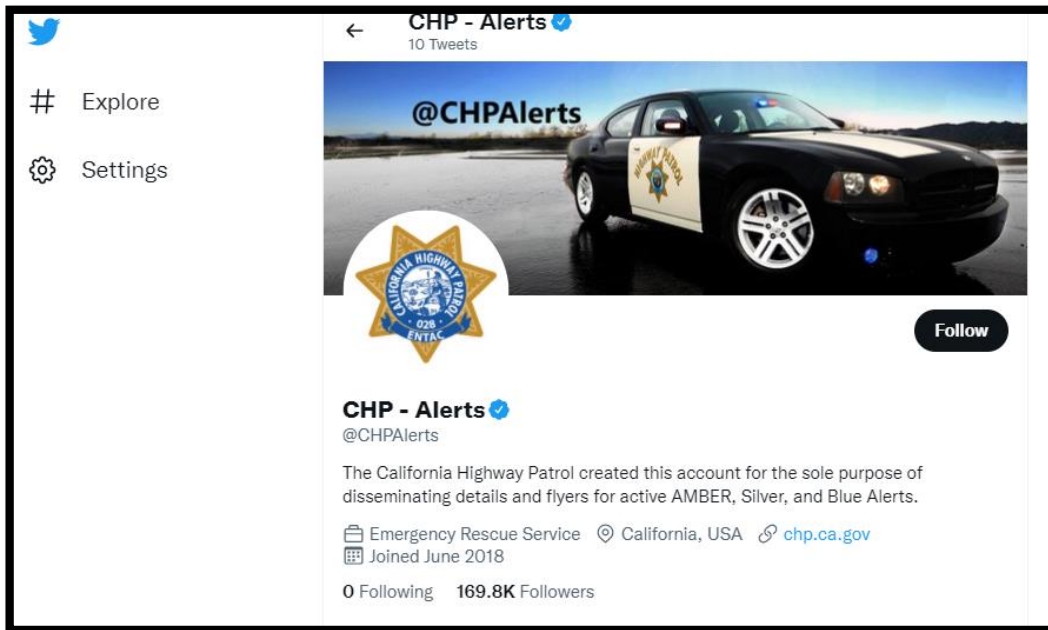 CHP - Alerts
10 Tweets
Explore
Settings
@CHPAlerts
HIGHWAY PATROL
CALIFORNIA HIGHWAY PATROL
028
ENTAC
Follow
CHP - Alerts
@CHPAlerts
The California Highway Patrol created this account for the sole purpose of
disseminating details and flyers for active AMBER, Silver, and Blue Alerts.
Emergency Rescue Service California, USA chp.ca.gov
Joined June 2018
0 Following 169.8K Followers